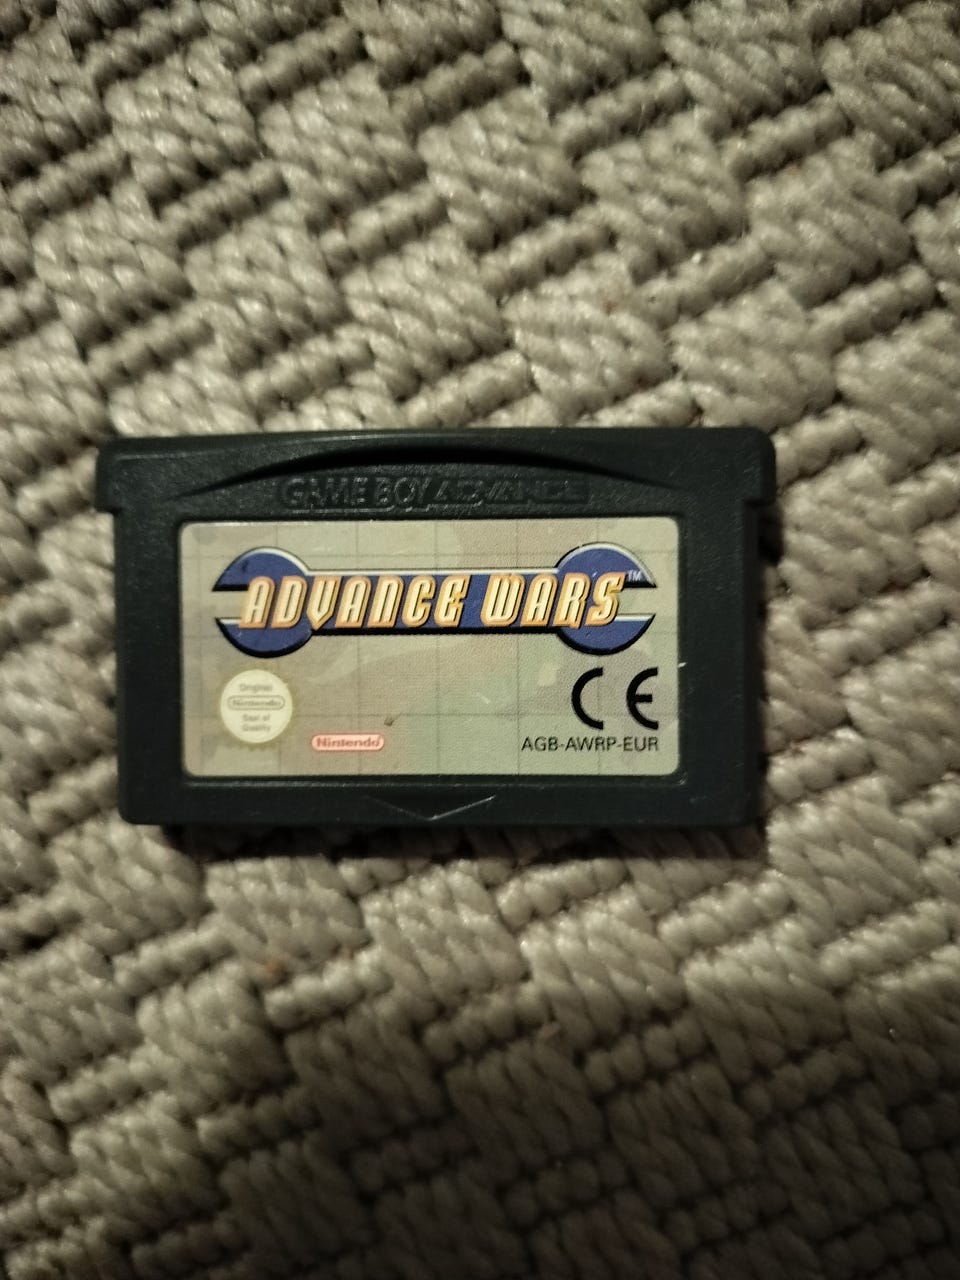 GAME BOY ADVANCE
ADVANCE WARS™
Original
Nintendo
Seal of
Quality
Nintendo
CE
AGB-AWRP-EUR